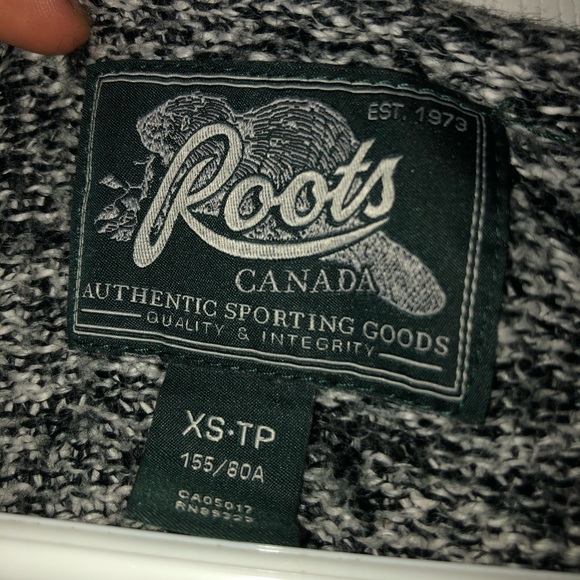 EST. 1973
Roots
CANADA
AUTHENTIC SPORTING GOODS
QUALITY & INTEGRITY
XS·TP
155/80A
CA05017